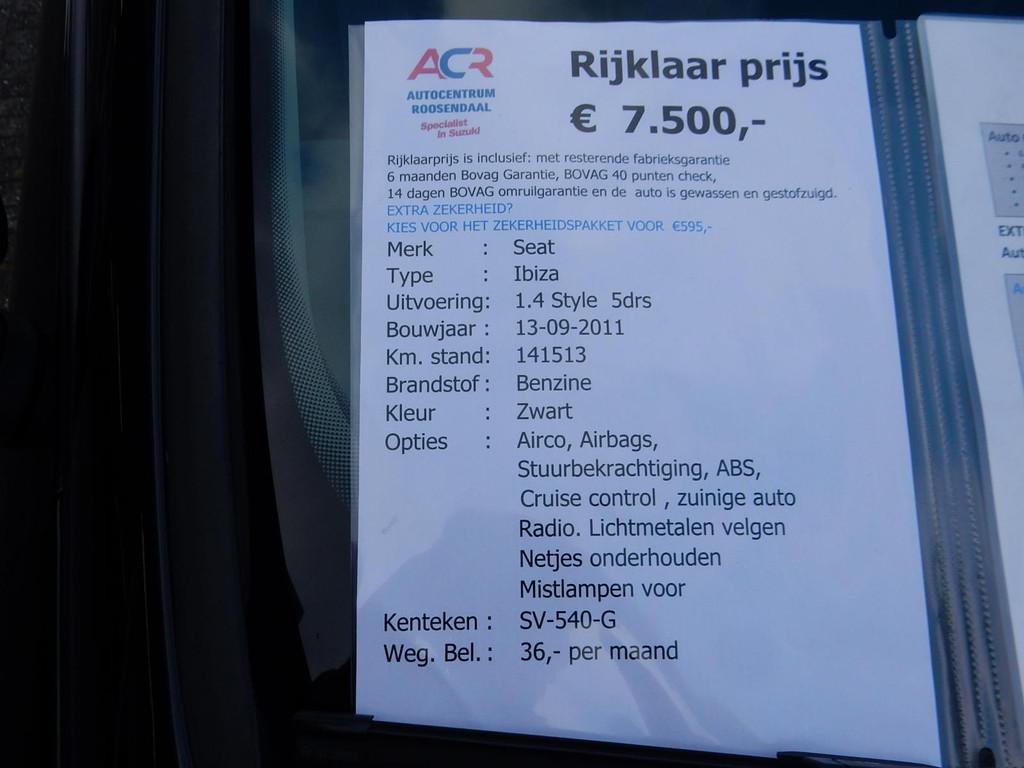 ACR
AUTOCENTRUM
ROOSENDAAL
Specialist
in Suzuki
Rijklaar prijs
€ 7.500,-
Rijklaarprijs is inclusief: met resterende fabrieksgarantie
6 maanden Bovag Garantie, BOVAG 40 punten check,
14 dagen BOVAG omruilgarantie en de auto is gewassen en gestofzuigd.
EXTRA ZEKERHEID?
KIES VOOR HET ZEKERHEIDSPAKKET VOOR €595,-
Merk : Seat
Type : Ibiza
Uitvoering: 1.4 Style 5drs
Bouwjaar : 13-09-2011
Km. stand: 141513
Brandstof : Benzine
Kleur : Zwart
Opties : Airco, Airbags,
Stuurbekrachtiging, ABS,
Cruise control , zuinige auto
Radio. Lichtmetalen velgen
Netjes onderhouden
Mistlampen voor
Kenteken : SV-540-G
Weg. Bel. : 36,- per maand
Auto
EXT
Aut